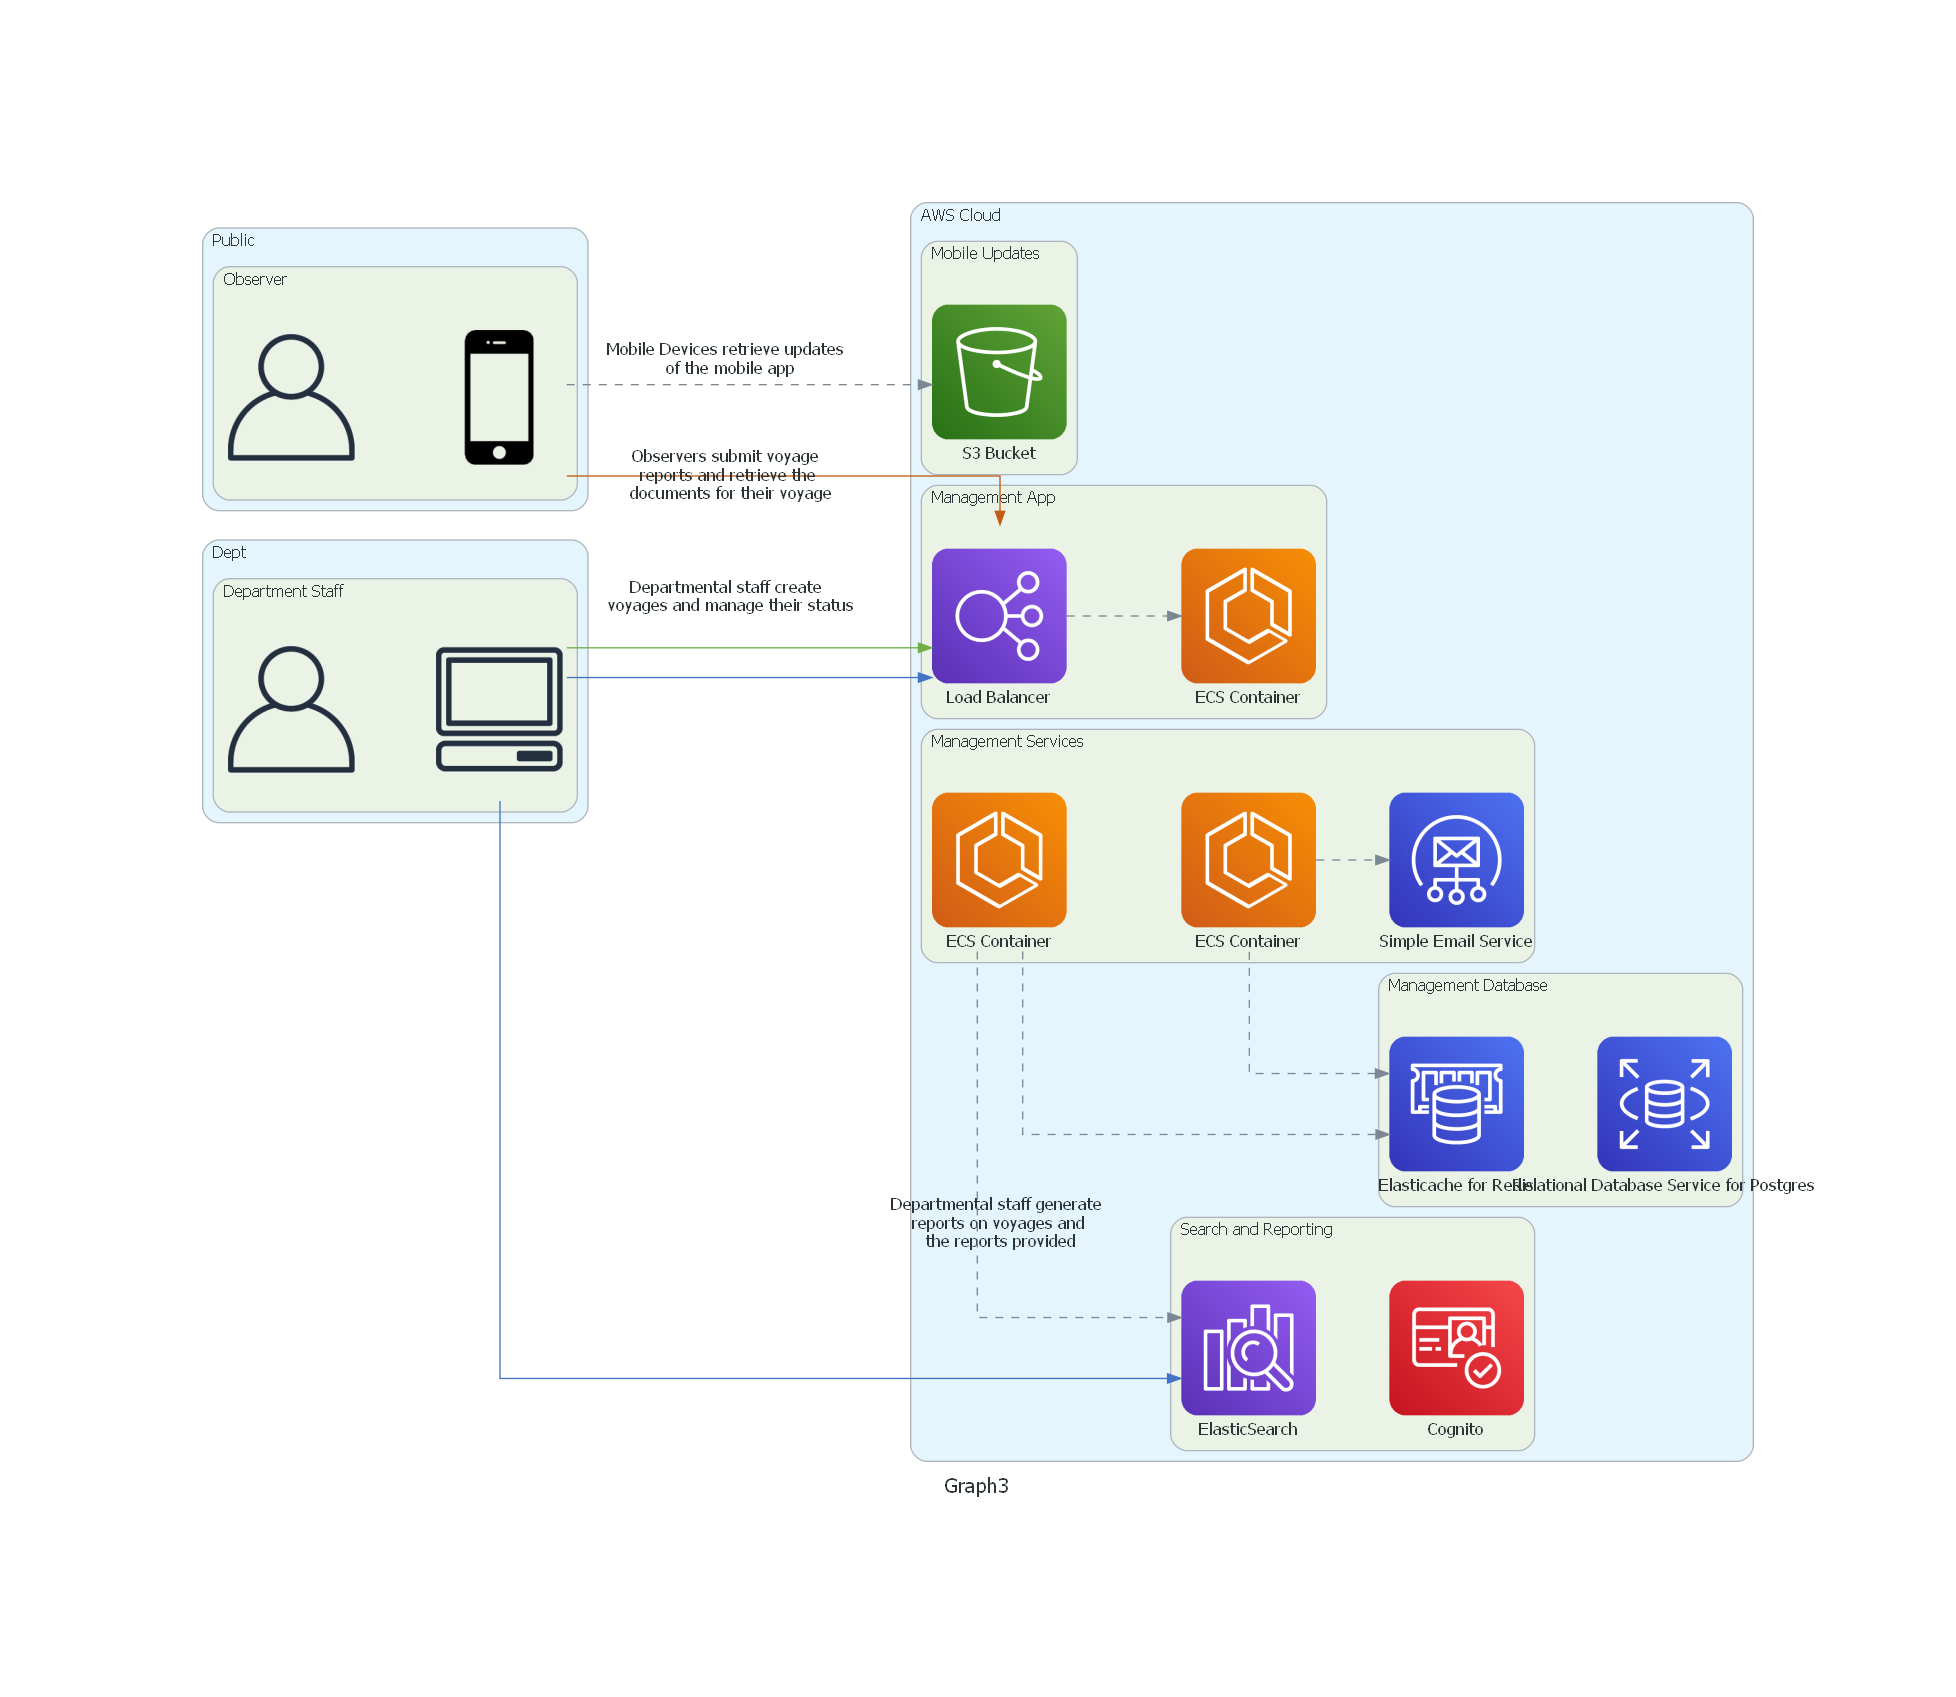 Public
Observer
Mobile Devices retrieve updates
of the mobile app
Observers submit voyage
reports and retrieve the
documents for their voyage
Dept
Department Staff
Departmental staff create
voyages and manage their status
AWS Cloud
Mobile Updates
S3 Bucket
Management App
Load Balancer
ECS Container
Management Services
ECS Container
ECS Container
Simple Email Service
Management Database
Elasticache for Redis
Relational Database Service for Postgres
Departmental staff generate
reports on voyages and
the reports provided
Search and Reporting
ElasticSearch
Cognito
Graph3